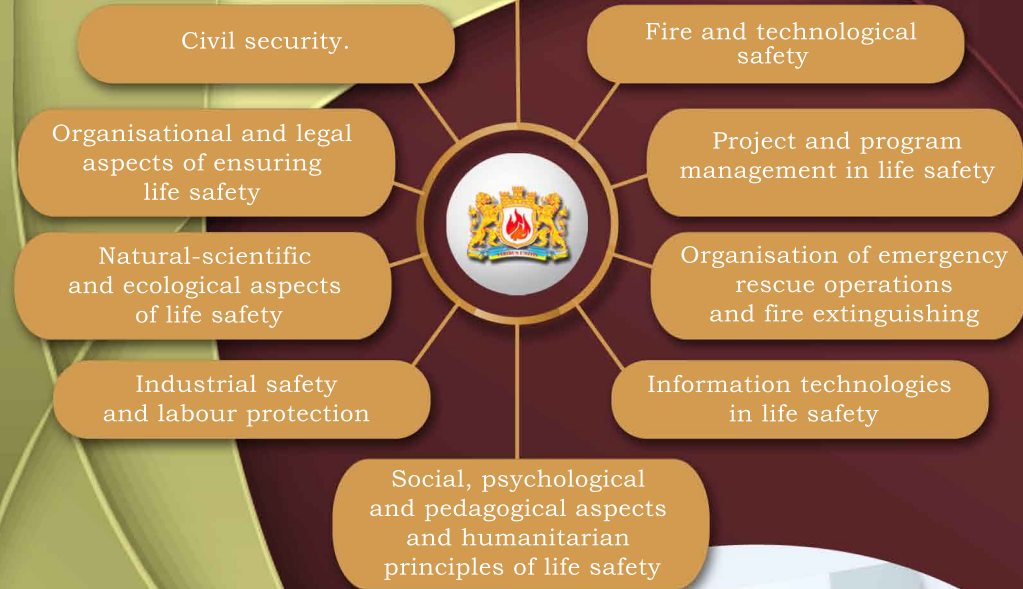 Civil security.
Fire and technological
safety
Organisational and legal
aspects of ensuring
life safety
Project and program
management in life safety
Natural-scientific
and ecological aspects
of life safety
Organisation of emergency
rescue operations
and fire extinguishing
Industrial safety
and labour protection
Information technologies
in life safety
Social, psychological
and pedagogical aspects
and humanitarian
principles of life safety